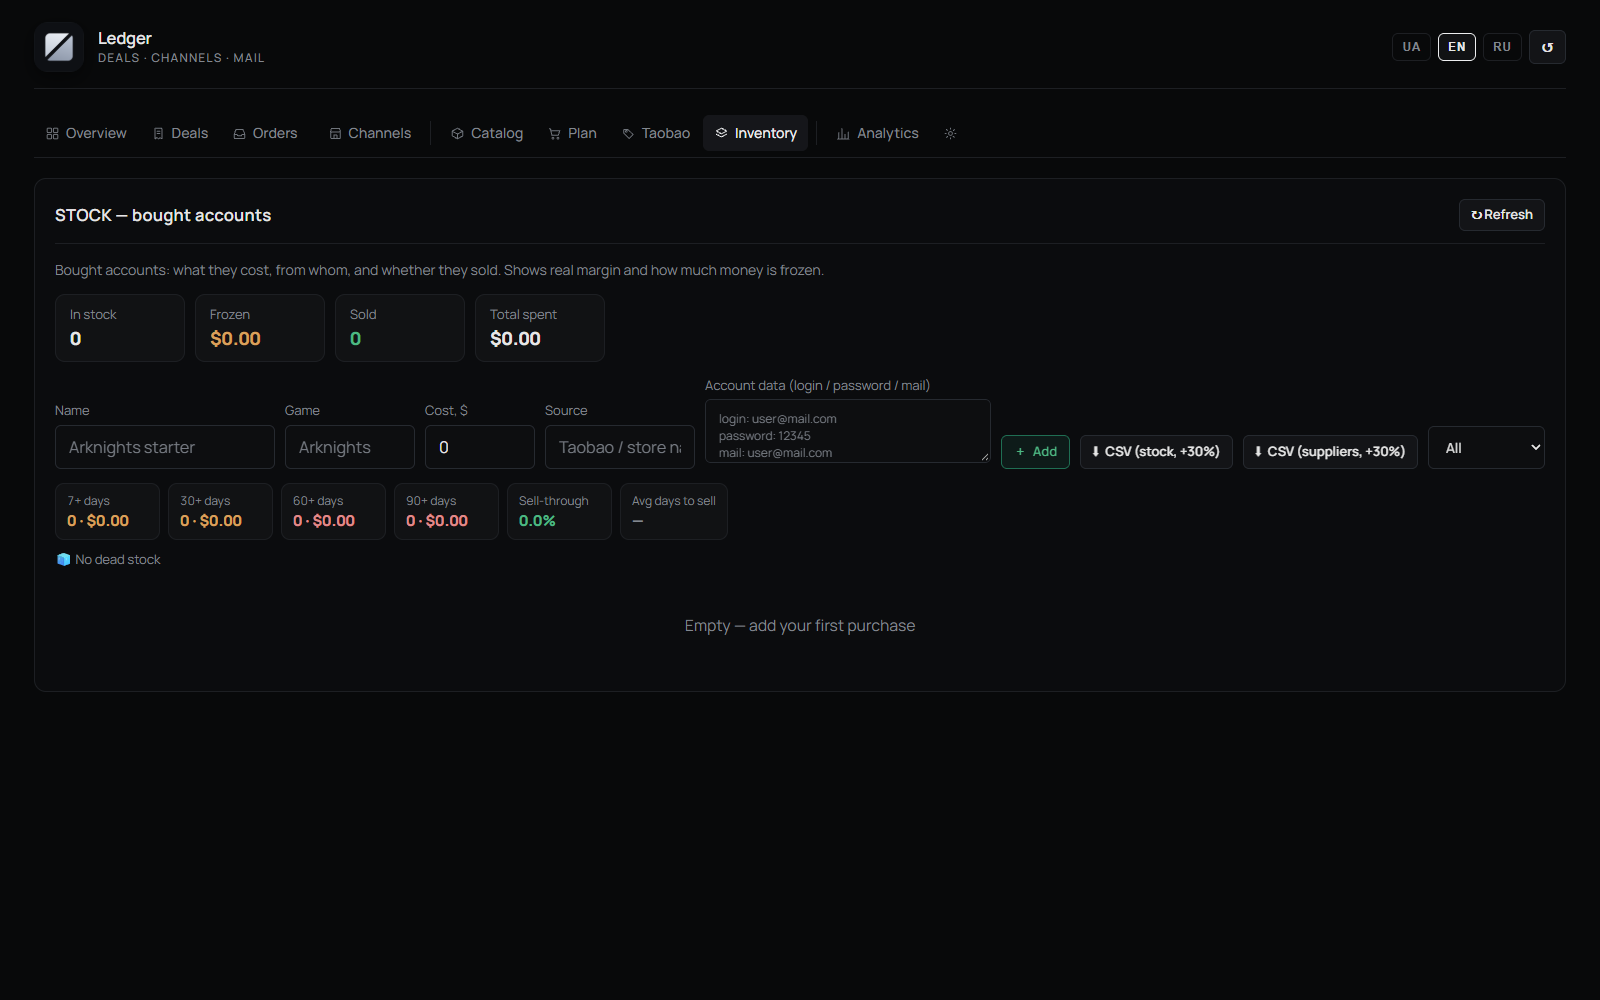 Ledger
DEALS · CHANNELS · MAIL
UA EN RU
Overview Deals Orders Channels Catalog Plan Taobao Inventory Analytics
STOCK — bought accounts
Refresh
Bought accounts: what they cost, from whom, and whether they sold. Shows real margin and how much money is frozen.
In stock Frozen Sold Total spent
0 $0.00 0 $0.00
Account data (login / password / mail)
Name Game Cost, $ Source
login: user@mail.com
password: 12345
mail: user@mail.com
Arknights starter Arknights 0 Taobao / store na
+ Add
⬇ CSV (stock, +30%)
⬇ CSV (suppliers, +30%)
All
7+ days 30+ days 60+ days 90+ days Sell-through Avg days to sell
0 · $0.00 0 · $0.00 0 · $0.00 0 · $0.00 0.0% —
No dead stock
Empty — add your first purchase